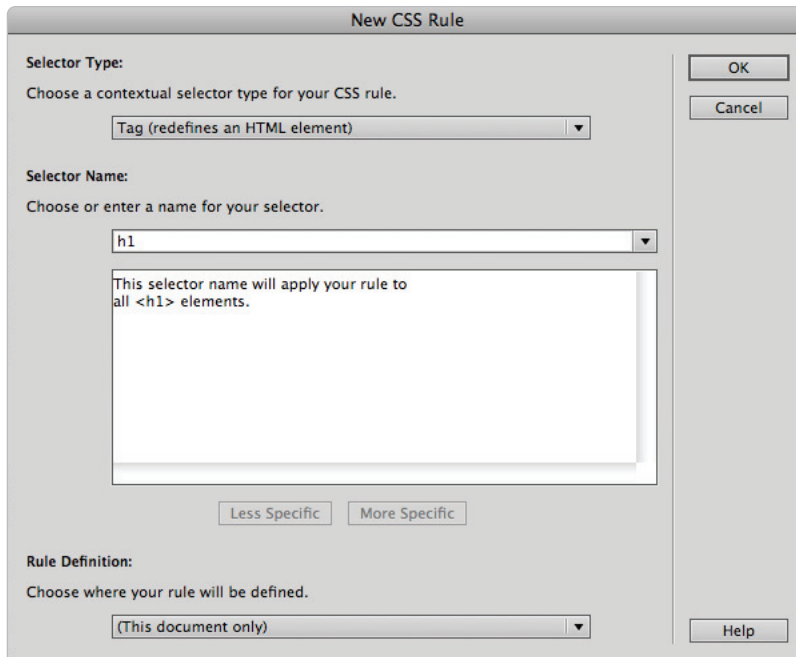 New CSS Rule
Selector Type:
Choose a contextual selector type for your CSS rule.
Tag (redefines an HTML element)
OK
Cancel
Selector Name:
Choose or enter a name for your selector.
h1
This selector name will apply your rule to
all <h1> elements.
Less Specific
More Specific
Rule Definition:
Choose where your rule will be defined.
(This document only)
Help